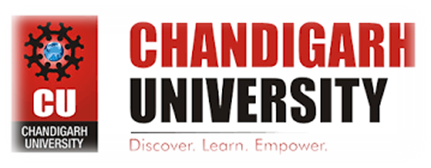 CU
CHANDIGARH
UNIVERSITY
CHANDIGARH
UNIVERSITY
Discover. Learn. Empower.